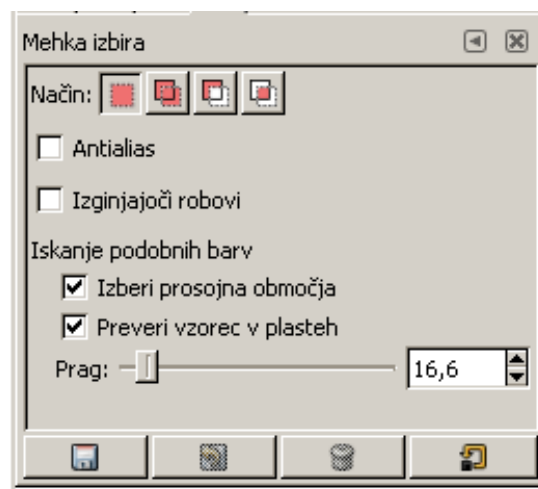 Mehka izbira
Način:
Antialias
Izginjajoči robovi
Iskanje podobnih barv
Izberi prosojna območja
Preveri vzorec v plasteh
Prag: 16,6